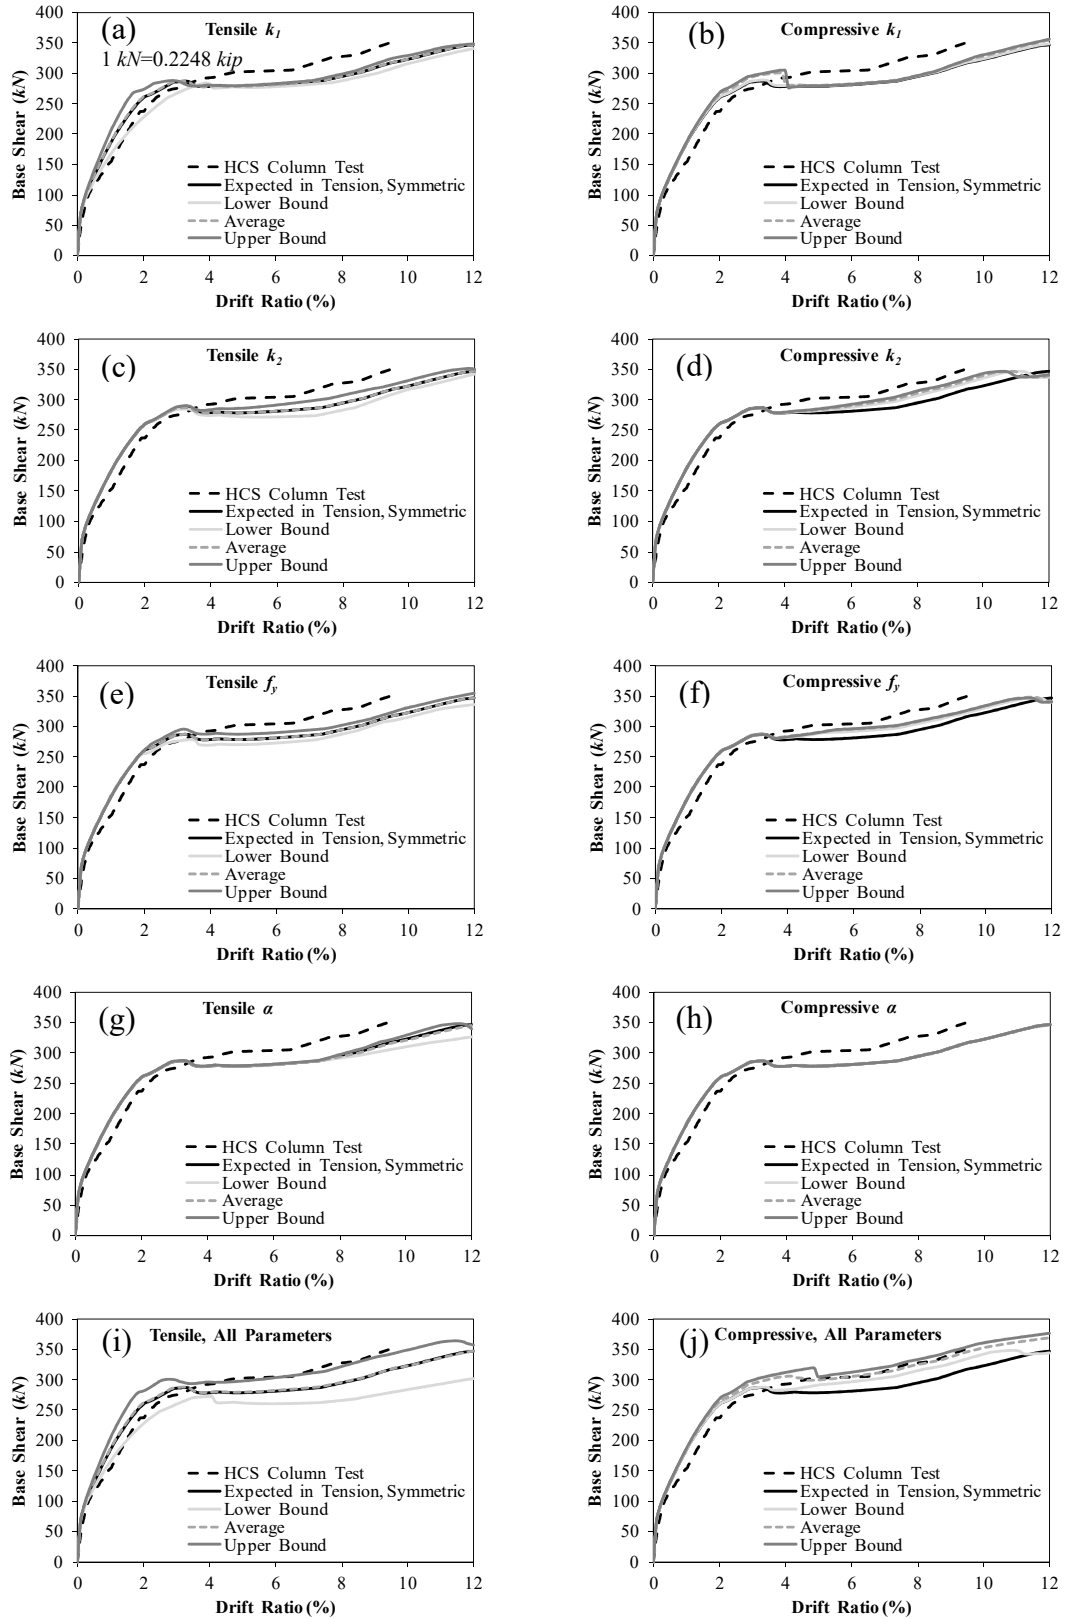 (a)
Tensile k1
1 kN=0.2248 kip
400
350
300
250
200
150
100
50
0
Base Shear (kN)
HCS Column Test
Expected in Tension, Symmetric
Lower Bound
Average
Upper Bound
0 2 4 6 8 10 12
Drift Ratio (%)
(b)
Compressive k1
400
350
300
250
200
150
100
50
0
Base Shear (kN)
HCS Column Test
Expected in Tension, Symmetric
Lower Bound
Average
Upper Bound
0 2 4 6 8 10 12
Drift Ratio (%)
(c)
Tensile k2
400
350
300
250
200
150
100
50
0
Base Shear (kN)
HCS Column Test
Expected in Tension, Symmetric
Lower Bound
Average
Upper Bound
0 2 4 6 8 10 12
Drift Ratio (%)
(d)
Compressive k2
400
350
300
250
200
150
100
50
0
Base Shear (kN)
HCS Column Test
Expected in Tension, Symmetric
Lower Bound
Average
Upper Bound
0 2 4 6 8 10 12
Drift Ratio (%)
(e)
Tensile fy
400
350
300
250
200
150
100
50
0
Base Shear (kN)
HCS Column Test
Expected in Tension, Symmetric
Lower Bound
Average
Upper Bound
0 2 4 6 8 10 12
Drift Ratio (%)
(f)
Compressive fy
400
350
300
250
200
150
100
50
0
Base Shear (kN)
HCS Column Test
Expected in Tension, Symmetric
Lower Bound
Average
Upper Bound
0 2 4 6 8 10 12
Drift Ratio (%)
(g)
Tensile α
400
350
300
250
200
150
100
50
0
Base Shear (kN)
HCS Column Test
Expected in Tension, Symmetric
Lower Bound
Average
Upper Bound
0 2 4 6 8 10 12
Drift Ratio (%)
(h)
Compressive α
400
350
300
250
200
150
100
50
0
Base Shear (kN)
HCS Column Test
Expected in Tension, Symmetric
Lower Bound
Average
Upper Bound
0 2 4 6 8 10 12
Drift Ratio (%)
(i)
Tensile, All Parameters
400
350
300
250
200
150
100
50
0
Base Shear (kN)
HCS Column Test
Expected in Tension, Symmetric
Lower Bound
Average
Upper Bound
0 2 4 6 8 10 12
Drift Ratio (%)
(j)
Compressive, All Parameters
400
350
300
250
200
150
100
50
0
Base Shear (kN)
HCS Column Test
Expected in Tension, Symmetric
Lower Bound
Average
Upper Bound
0 2 4 6 8 10 12
Drift Ratio (%)